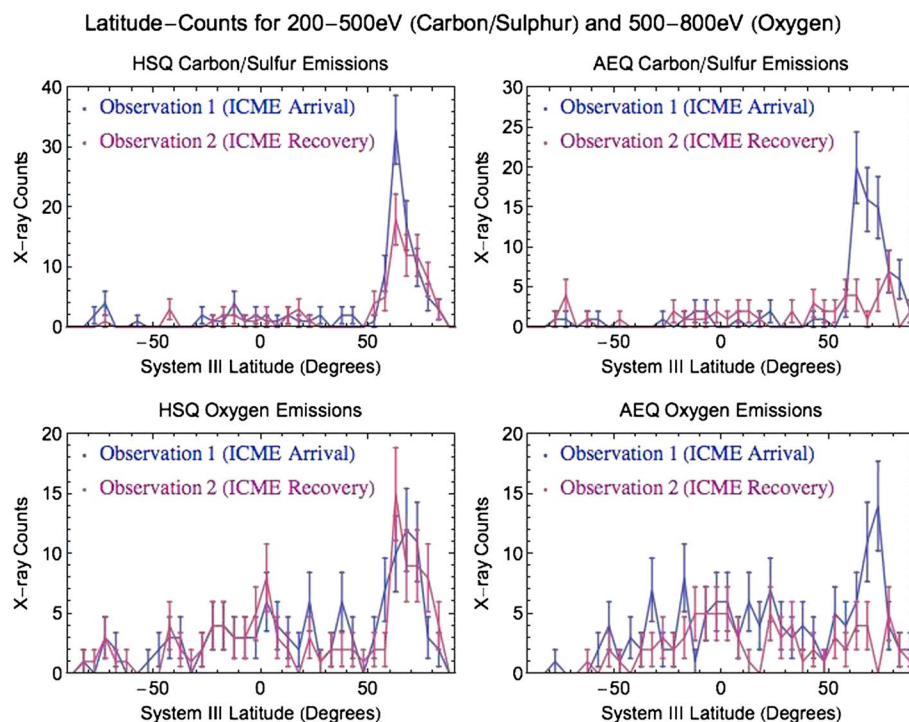 Latitude−Counts for 200−500eV (Carbon/Sulphur) and 500−800eV (Oxygen)
HSQ Carbon/Sulfur Emissions
40
30
20
10
0
X−ray Counts
Observation 1 (ICME Arrival)
Observation 2 (ICME Recovery)
−50
0
50
System III Latitude (Degrees)
AEQ Carbon/Sulfur Emissions
30
25
20
15
10
5
0
X−ray Counts
Observation 1 (ICME Arrival)
Observation 2 (ICME Recovery)
−50
0
50
System III Latitude (Degrees)
HSQ Oxygen Emissions
20
15
10
5
0
X−ray Counts
Observation 1 (ICME Arrival)
Observation 2 (ICME Recovery)
−50
0
50
System III Latitude (Degrees)
AEQ Oxygen Emissions
20
15
10
5
0
X−ray Counts
Observation 1 (ICME Arrival)
Observation 2 (ICME Recovery)
−50
0
50
System III Latitude (Degrees)